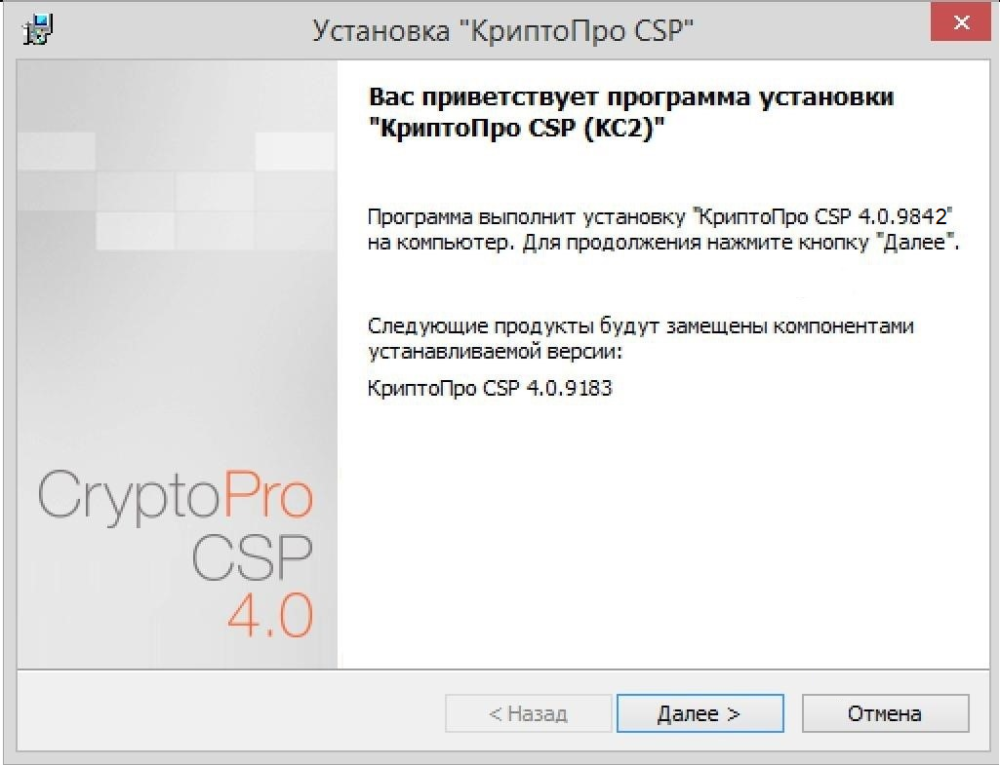 Установка "КриптоПро CSP"
Вас приветствует программа установки
"КриптоПро CSP (КС2)"
Программа выполнит установку "КриптоПро CSP 4.0.9842"
на компьютер. Для продолжения нажмите кнопку "Далее".
Следующие продукты будут замещены компонентами
устанавливаемой версии:
КриптоПро CSP 4.0.9183
CryptoPro
CSP
4.0
< Назад
Далее >
Отмена